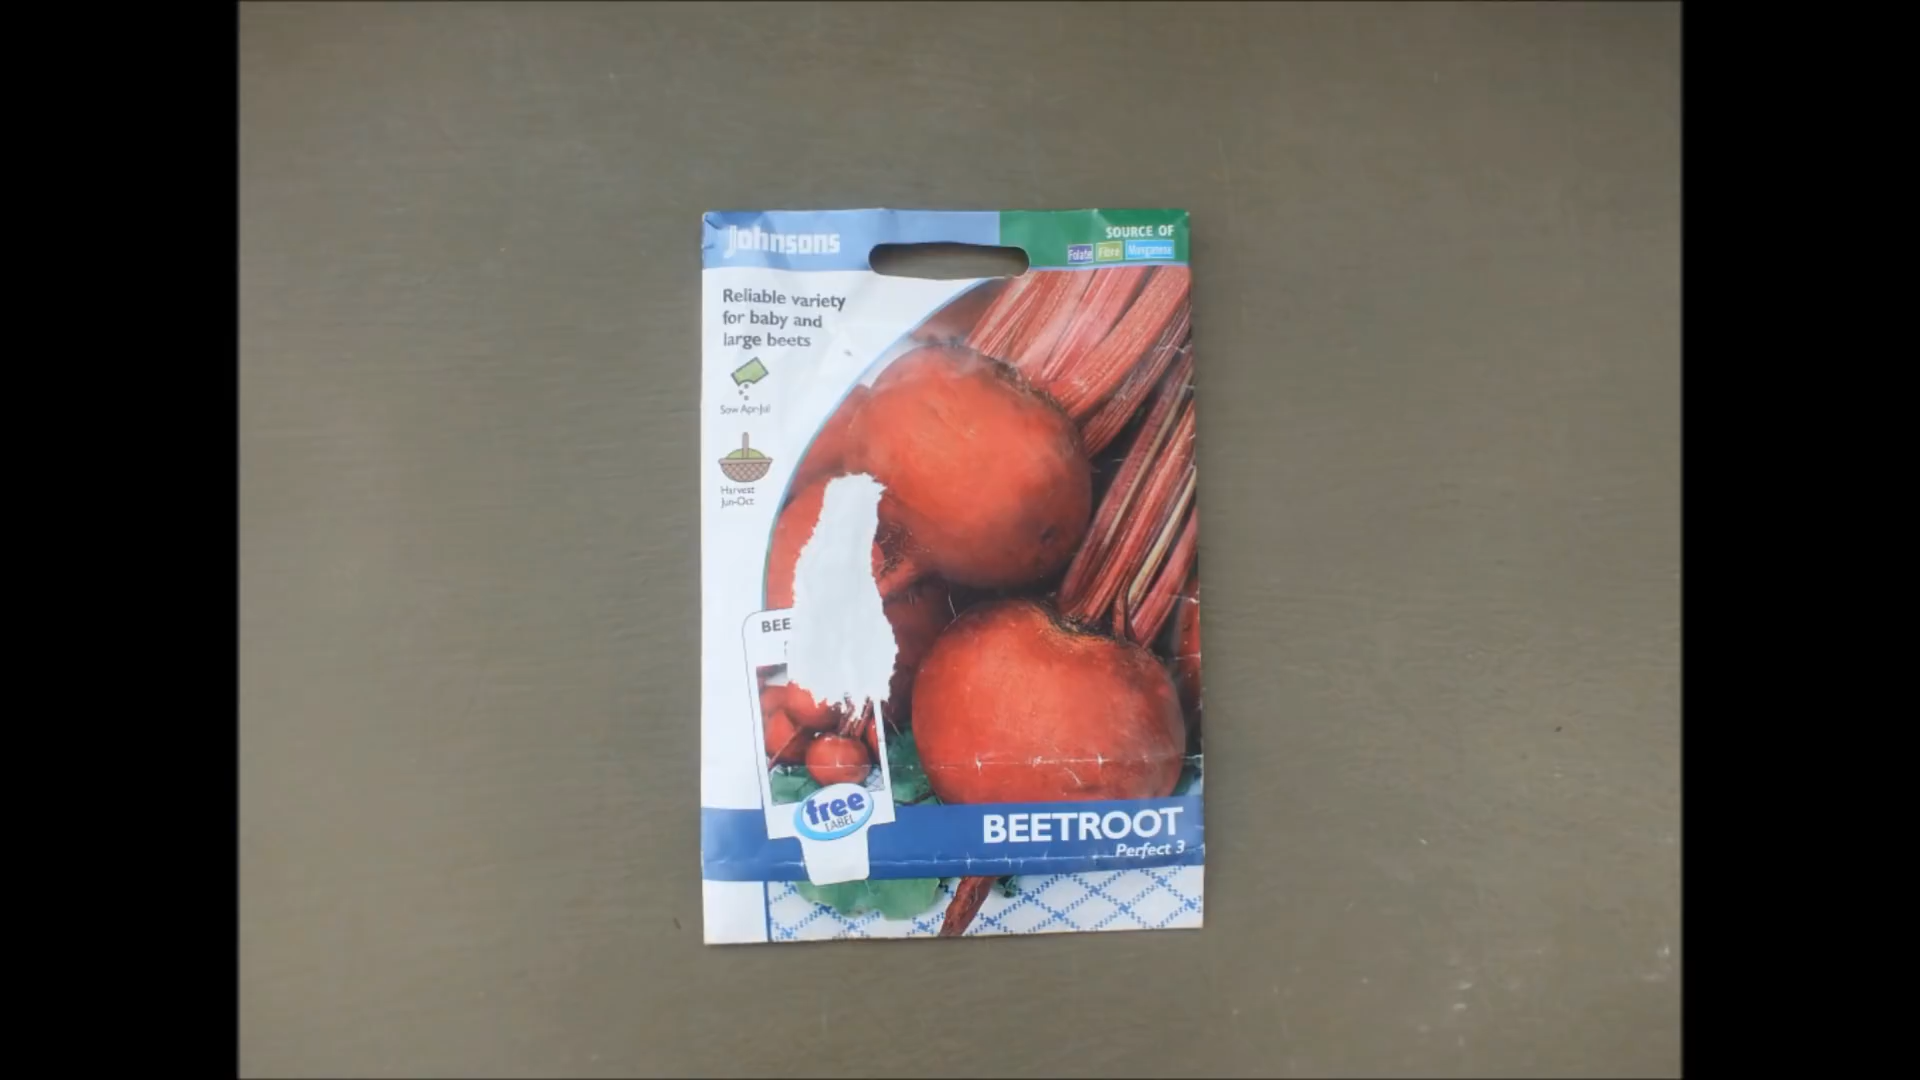 Johnsons
SOURCE OF
Folate Fibre Manganese
Reliable variety
for baby and
large beets
Sow Apr-Jul
Harvest
Jun-Oct
BEE
free
LABEL
BEETROOT
Perfect 3